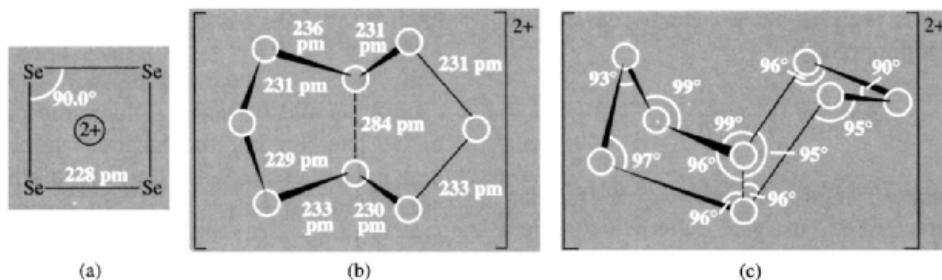 Se Se
90.0°
2+
228 pm
Se Se
(a)
236 pm
231 pm
2+
231 pm
231 pm
284 pm
229 pm
233 pm
233 pm
230 pm
(b)
2+
93°
99°
96°
90°
99°
95°
97°
96°
95°
96°
96°
(c)